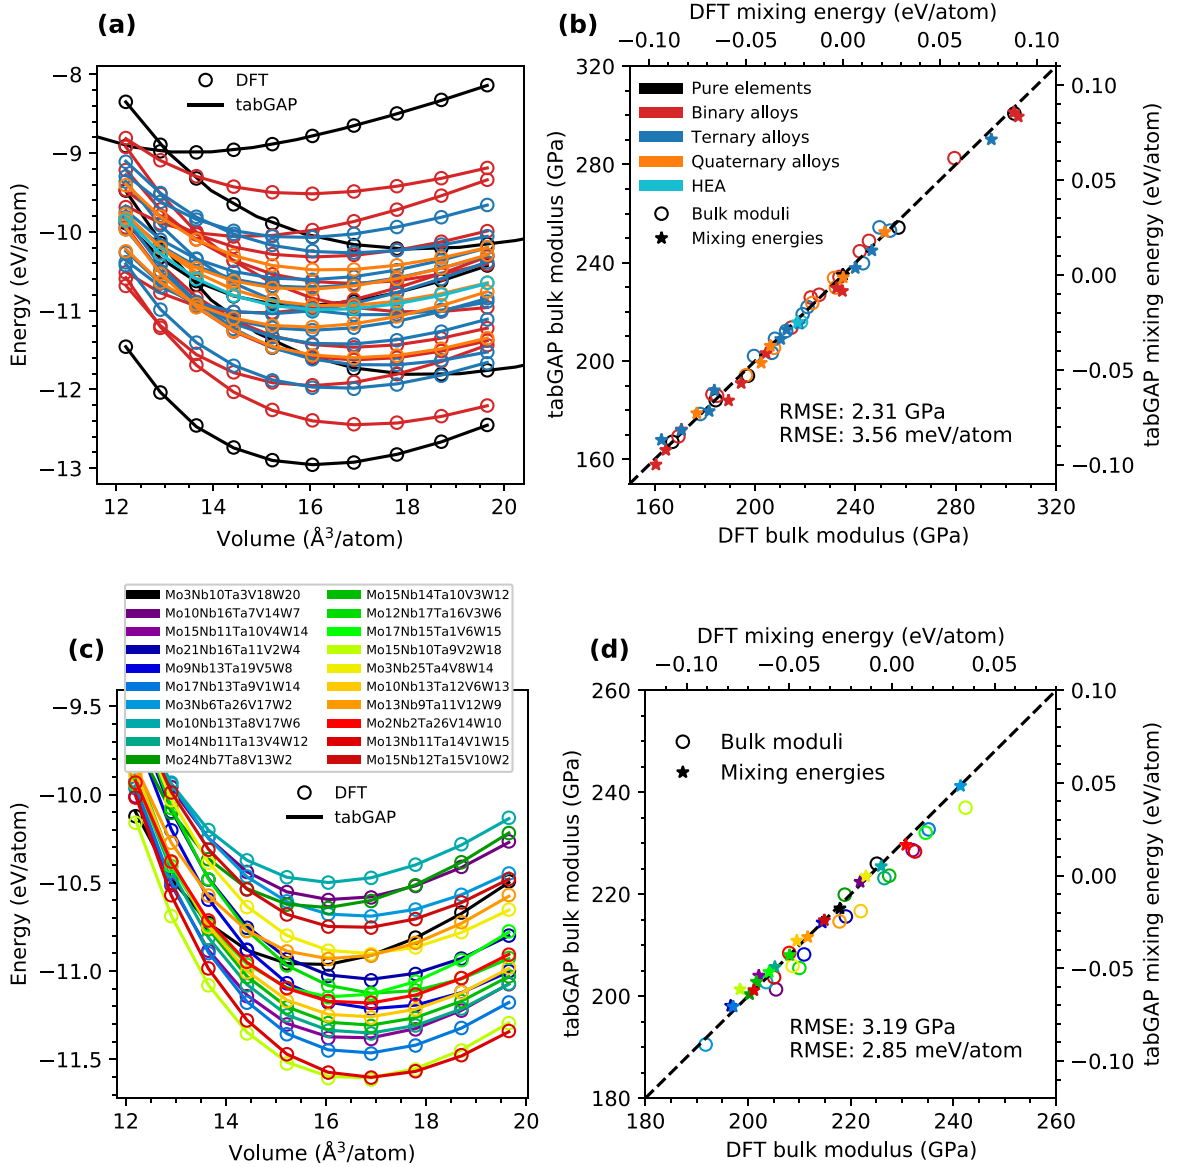 (a)
DFT
tabGAP
−8
−9
−10
−11
−12
−13
Energy (eV/atom)
12
14
16
18
20
Volume (Å³/atom)
(b)
DFT mixing energy (eV/atom)
−0.10
−0.05
0.00
0.05
0.10
320
280
240
200
160
tabGAP bulk modulus (GPa)
Pure elements
Binary alloys
Ternary alloys
Quaternary alloys
HEA
Bulk moduli
Mixing energies
RMSE: 2.31 GPa
RMSE: 3.56 meV/atom
0.10
0.05
0.00
−0.05
−0.10
tabGAP mixing energy (eV/atom)
160
200
240
280
320
DFT bulk modulus (GPa)
(c)
Mo3Nb10Ta3V18W20
Mo10Nb16Ta7V14W7
Mo15Nb11Ta10V4W14
Mo21Nb16Ta11V2W4
Mo9Nb13Ta19V5W8
Mo17Nb13Ta9V1W14
Mo3Nb6Ta26V17W2
Mo10Nb13Ta8V17W6
Mo14Nb11Ta13V4W12
Mo24Nb7Ta8V13W2
Mo15Nb14Ta10V3W12
Mo12Nb17Ta16V3W6
Mo17Nb15Ta1V6W15
Mo15Nb10Ta9V2W18
Mo3Nb25Ta4V8W14
Mo10Nb13Ta12V6W13
Mo13Nb9Ta11V12W9
Mo2Nb2Ta26V14W10
Mo13Nb11Ta14V1W15
Mo15Nb12Ta15V10W2
DFT
tabGAP
−9.5
−10.0
−10.5
−11.0
−11.5
Energy (eV/atom)
12
14
16
18
20
Volume (Å³/atom)
(d)
DFT mixing energy (eV/atom)
−0.10
−0.05
0.00
0.05
260
240
220
200
180
tabGAP bulk modulus (GPa)
Bulk moduli
Mixing energies
RMSE: 3.19 GPa
RMSE: 2.85 meV/atom
0.10
0.05
0.00
−0.05
−0.10
tabGAP mixing energy (eV/atom)
180
200
220
240
260
DFT bulk modulus (GPa)